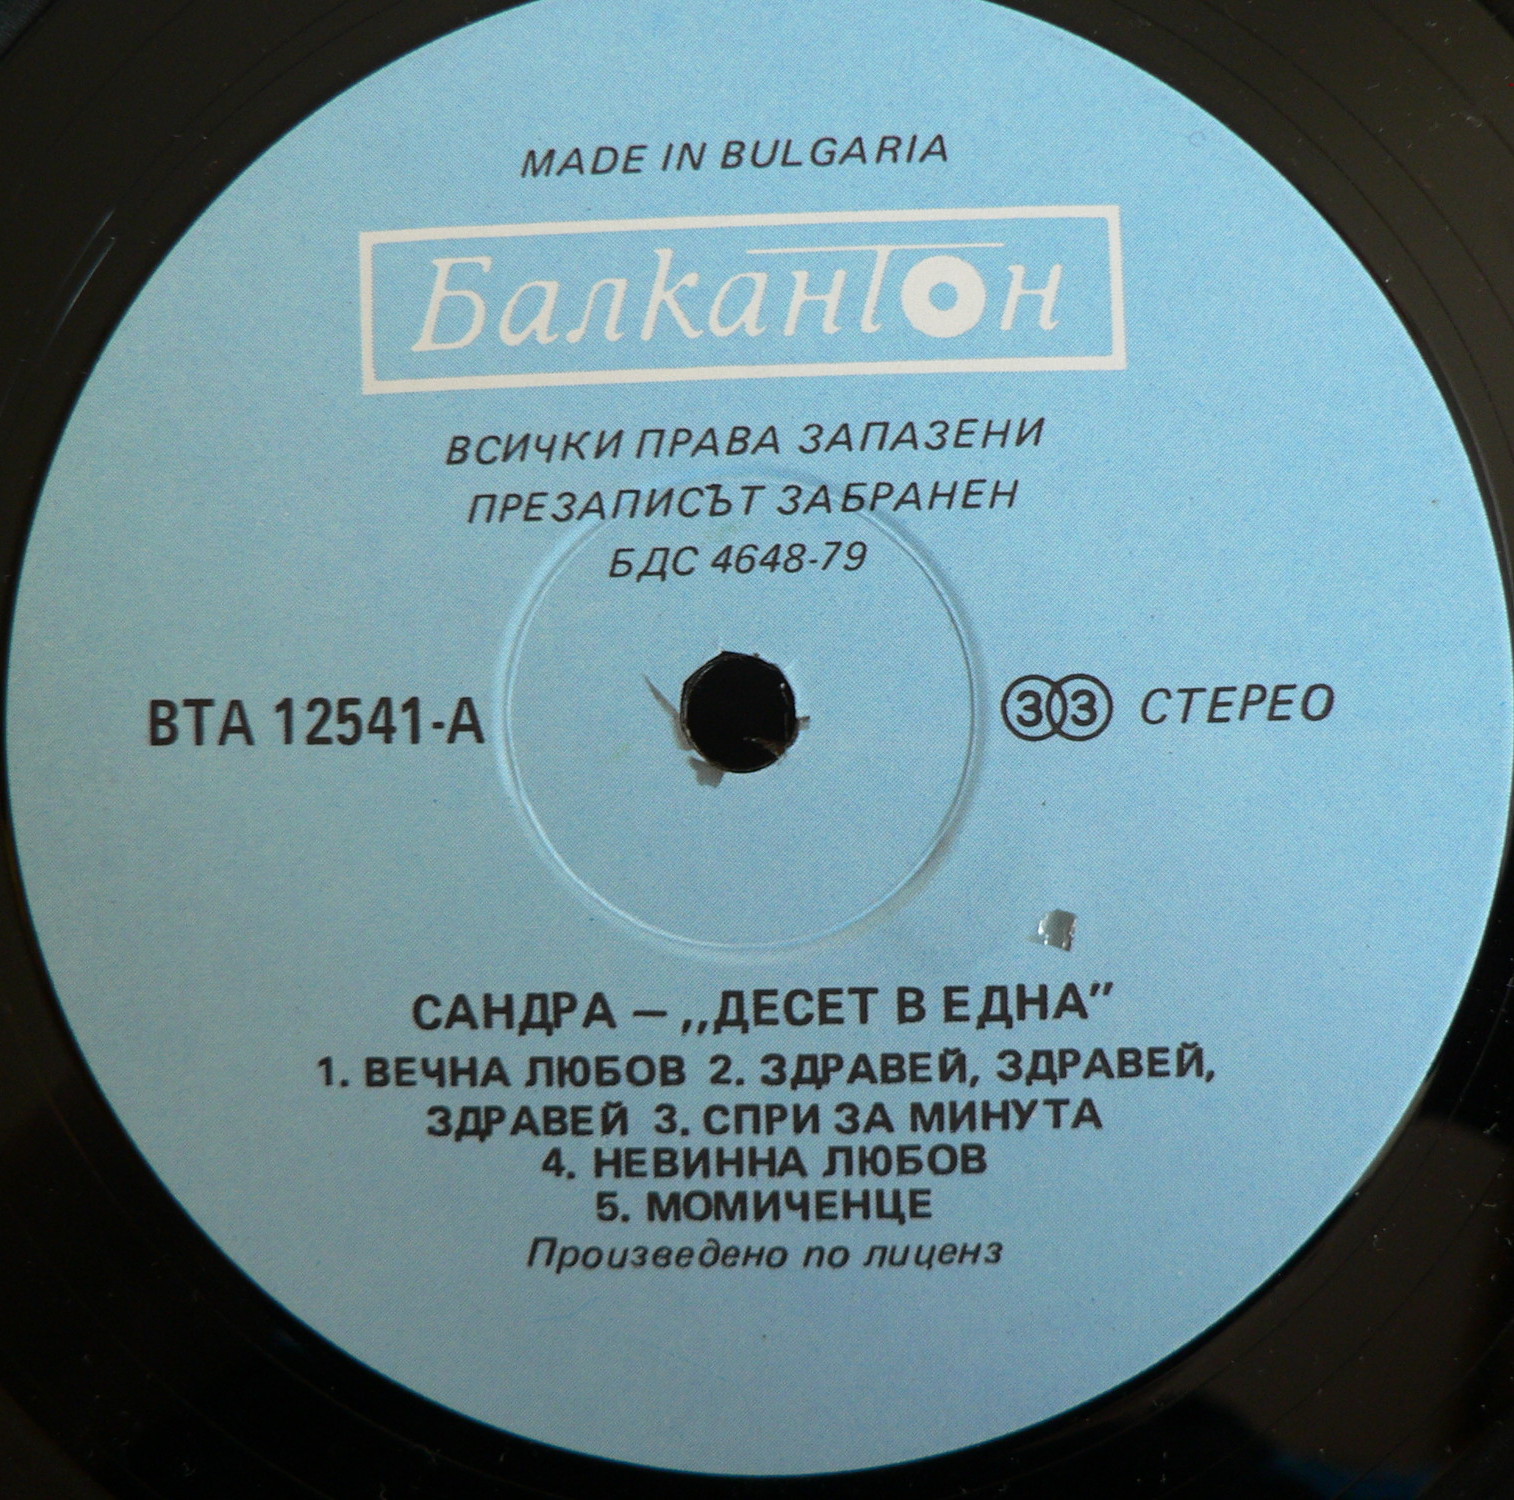 MADE IN BULGARIA
Балкантон
ВСИЧКИ ПРАВА ЗАПАЗЕНИ
ПРЕЗАПИСЪТ ЗАБРАНЕН
БДС 4648-79
ВТА 12541-А
33 СТЕРЕО
САНДРА — „ДЕСЕТ В ЕДНА”
1. ВЕЧНА ЛЮБОВ 2. ЗДРАВЕЙ, ЗДРАВЕЙ,
ЗДРАВЕЙ 3. СПРИ ЗА МИНУТА
4. НЕВИННА ЛЮБОВ
5. МОМИЧЕНЦЕ
Произведено по лиценз